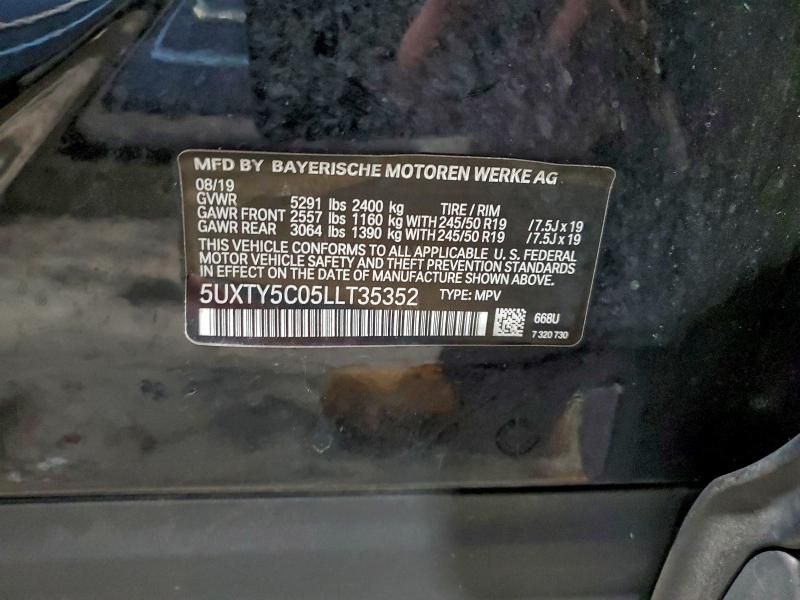 MFD BY BAYERISCHE MOTOREN WERKE AG
08/19
GVWR 5291 lbs 2400 kg TIRE / RIM
GAWR FRONT 2557 lbs 1160 kg WITH 245/50 R19 /7.5J x 19
GAWR REAR 3064 lbs 1390 kg WITH 245/50 R19 /7.5J x 19
THIS VEHICLE CONFORMS TO ALL APPLICABLE U. S. FEDERAL
MOTOR VEHICLE SAFETY AND THEFT PREVENTION STANDARDS
IN EFFECT ON THE DATE OF MANUFACTURE SHOWN ABOVE.
5UXTY5C05LLT35352 TYPE: MPV
668U
7 320 730